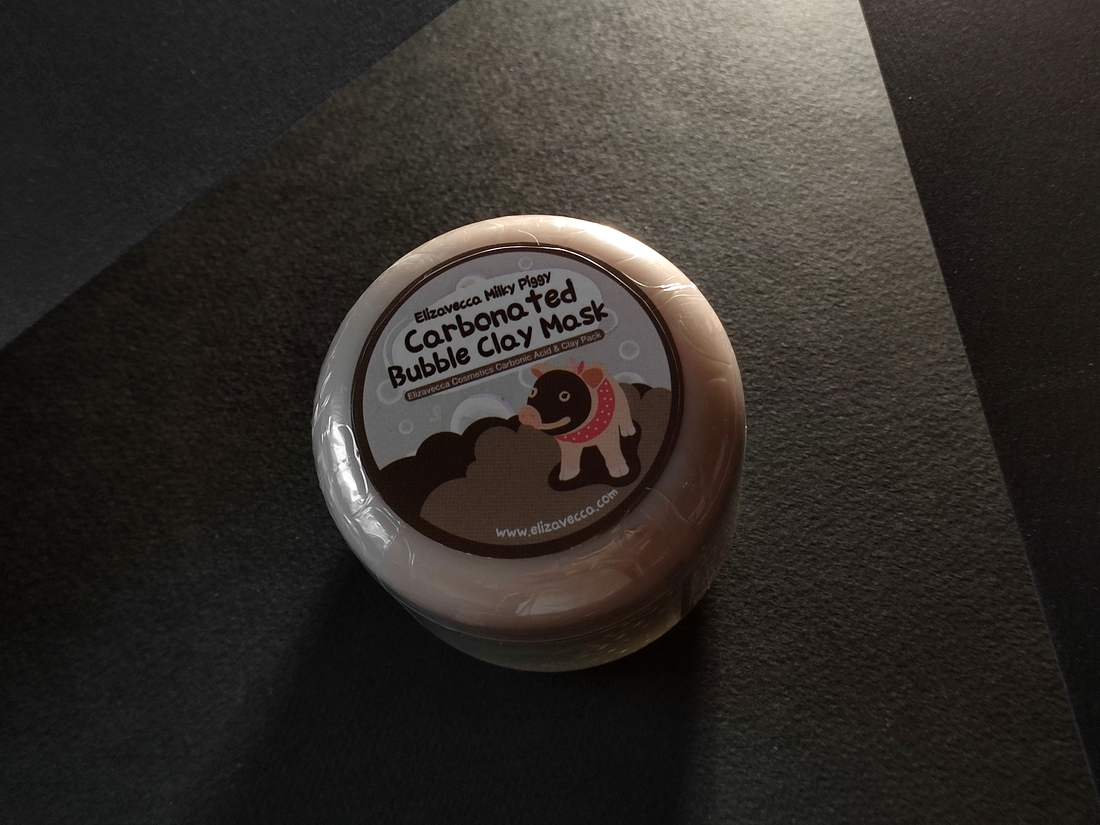 Elizavecca Milky Piggy
Carbonated
Bubble Clay Mask
Elizavecca Cosmetics Carbonic Acid & Clay Pack
www.elizavecca.com